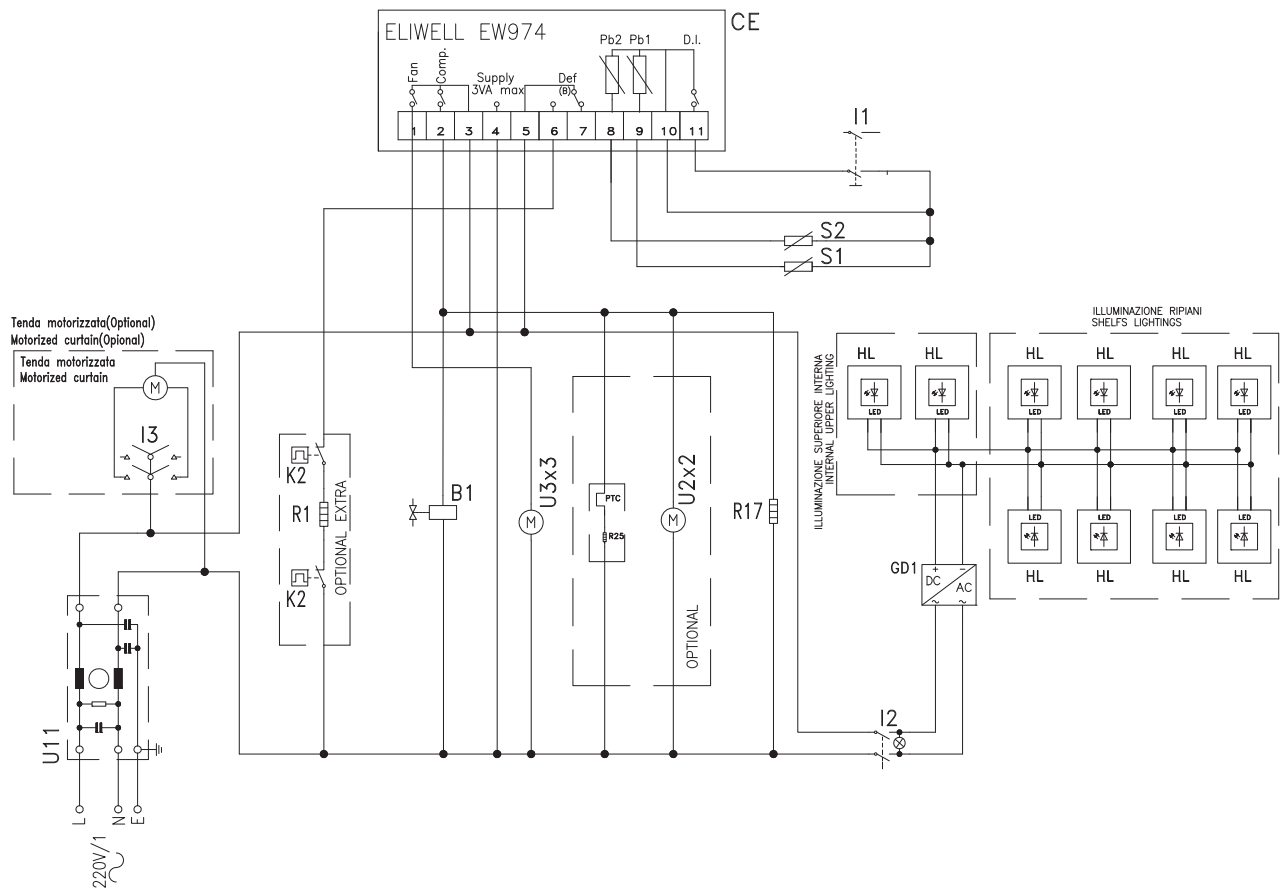 ELIWELL EW974
CE
Fan
Comp.
Supply
3VA max
Def
(B)
Pb2
Pb1
D.I.
1
2
3
4
5
6
7
8
9
10
11
I1
S2
S1
Tenda motorizzata(Optional)
Motorized curtain(Opional)
Tenda motorizzata
Motorized curtain
M
I3
K2
R1
K2
OPTIONAL EXTRA
B1
M
U3x3
PTC
R25
M
U2x2
OPTIONAL
R17
ILLUMINAZIONE SUPERIORE INTERNA
INTERNAL UPPER LIGHTING
HL
HL
LED
LED
ILLUMINAZIONE RIPIANI
SHELFS LIGHTINGS
HL
HL
HL
HL
LED
LED
LED
LED
LED
LED
LED
LED
HL
HL
HL
HL
GD1
+
−
DC
AC
~
~
I2
U11
L
N
E
220V/1